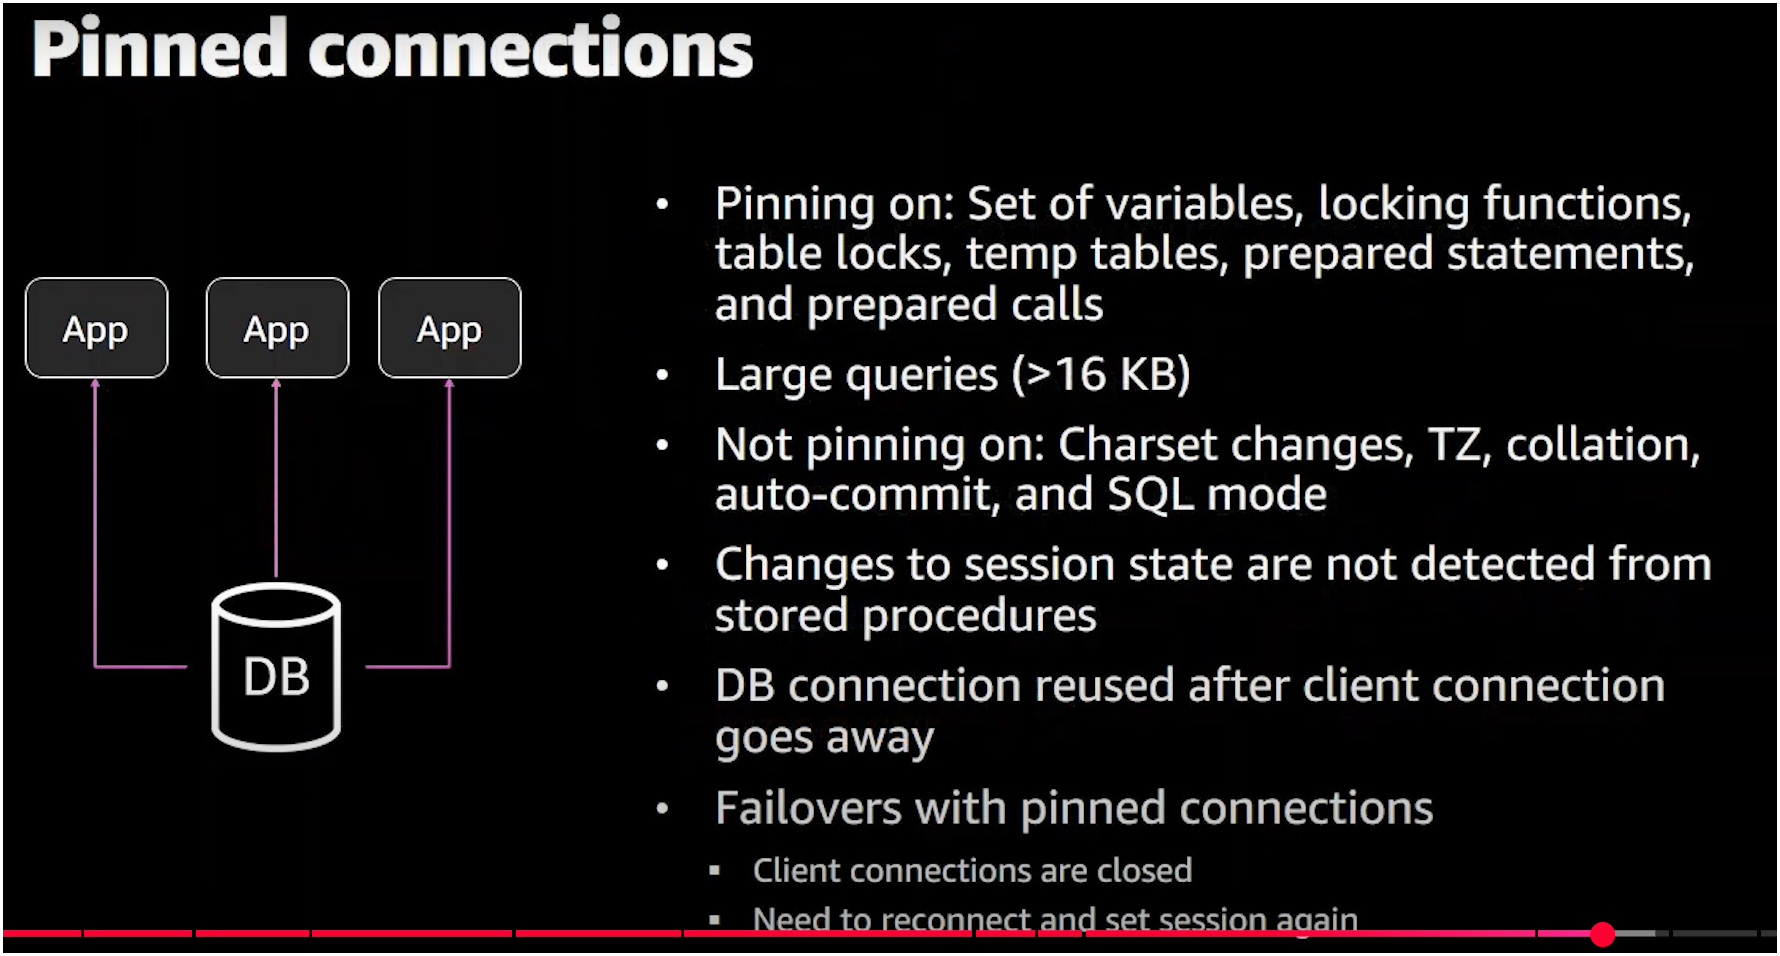 Pinned connections
App
App
App
DB
• Pinning on: Set of variables, locking functions,
table locks, temp tables, prepared statements,
and prepared calls
• Large queries (>16 KB)
• Not pinning on: Charset changes, TZ, collation,
auto-commit, and SQL mode
• Changes to session state are not detected from
stored procedures
• DB connection reused after client connection
goes away
• Failovers with pinned connections
▪ Client connections are closed
▪ Need to reconnect and set session again